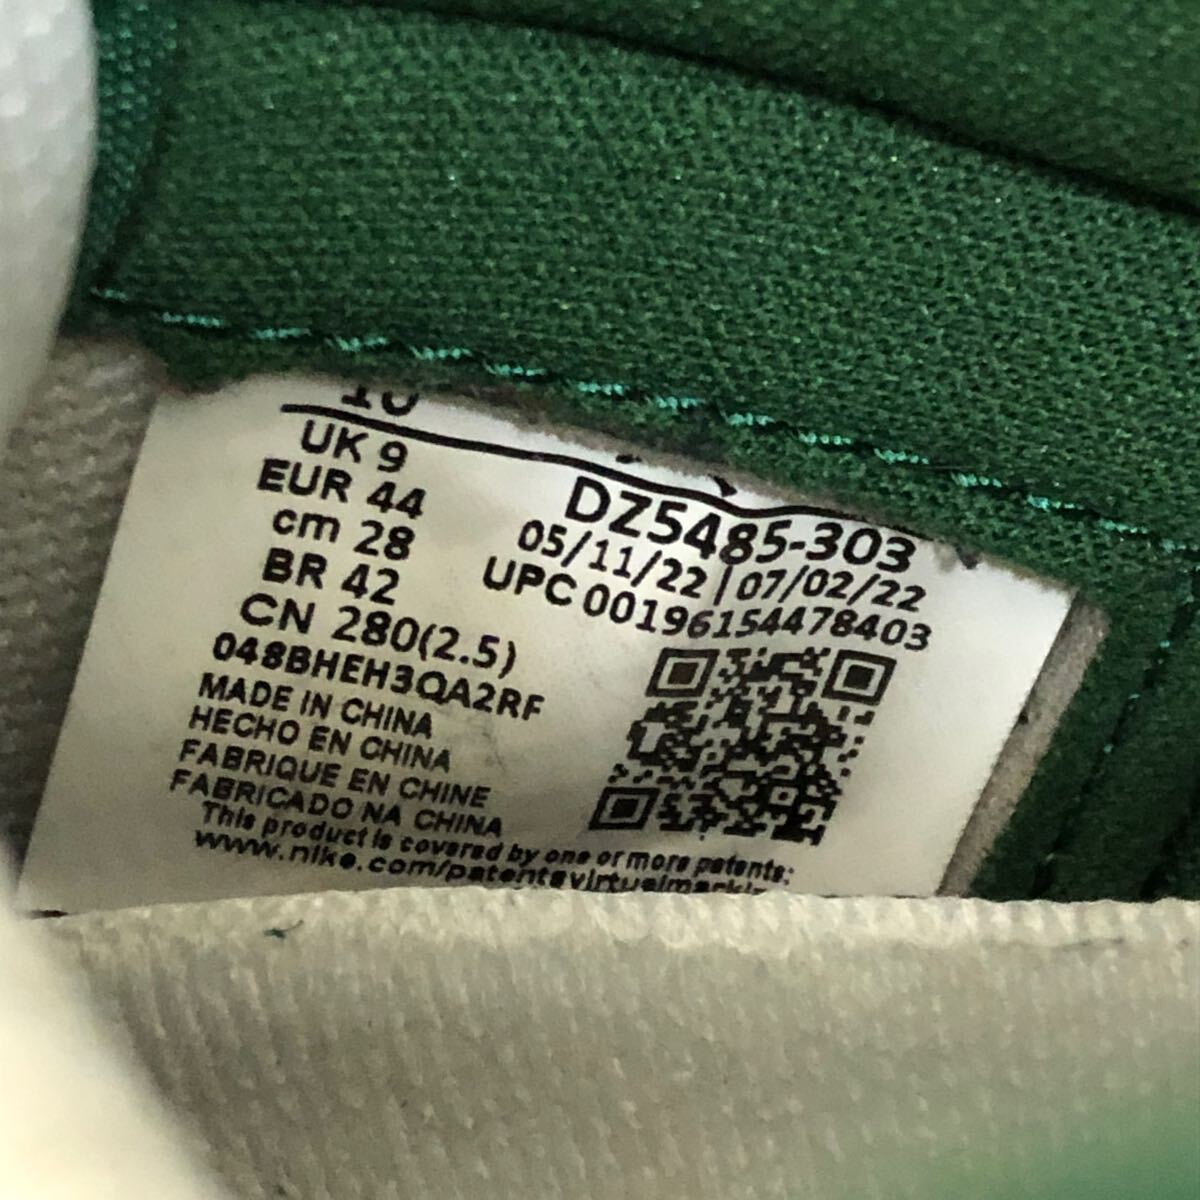 10
UK 9
EUR 44
cm 28
BR 42
CN 280(2.5)
048BHEH3QA2RF
MADE IN CHINA
HECHO EN CHINA
FABRIQUE EN CHINE
FABRICADO NA CHINA
This product is covered by one or more patents:
www.nike.com/patentsvirtualmarki
DZ5485-303
05/11/22 | 07/02/22
UPC 00196154478403